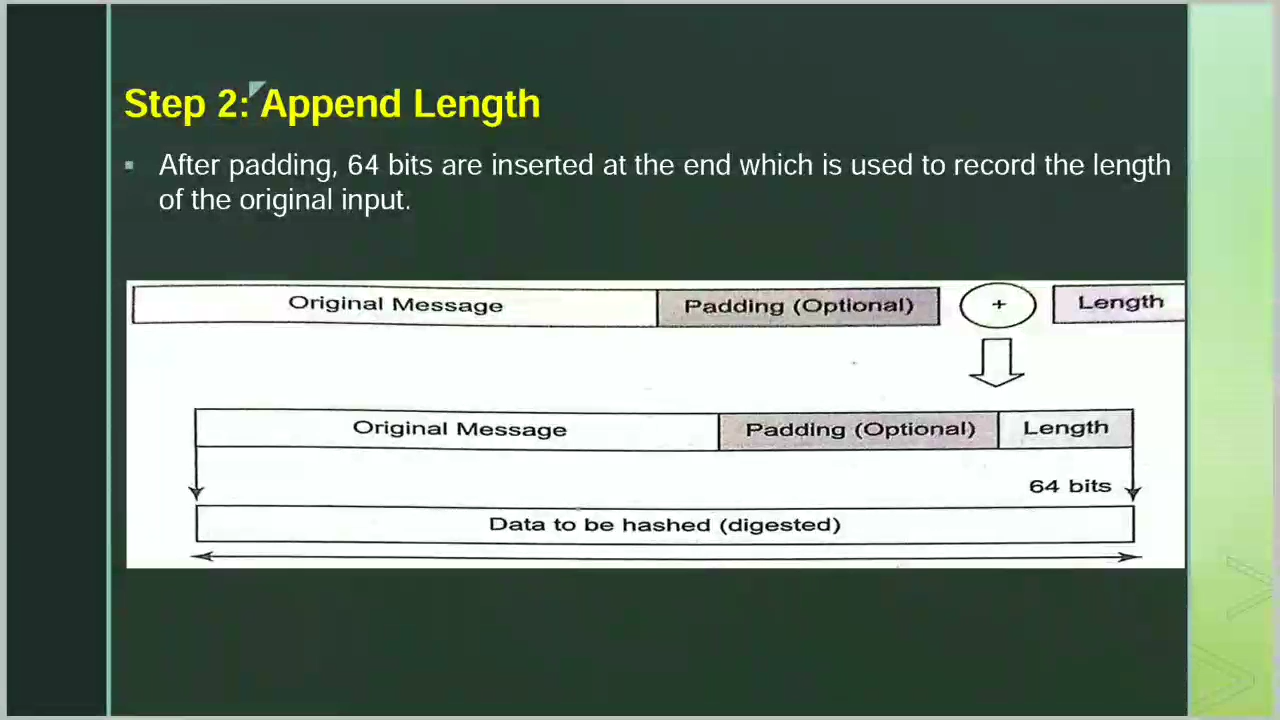 Step 2: Append Length
▪ After padding, 64 bits are inserted at the end which is used to record the length
of the original input.
Original Message Padding (Optional) + Length
Original Message Padding (Optional) Length
64 bits
Data to be hashed (digested)